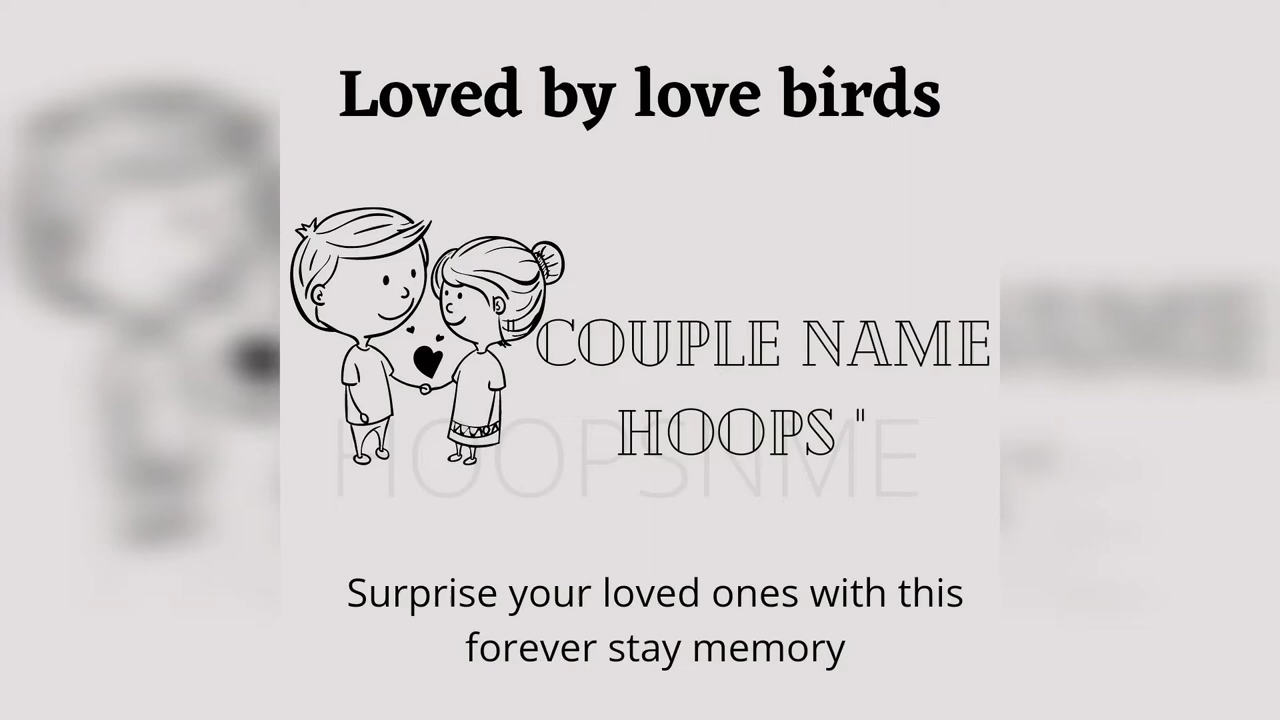 Loved by love birds
COUPLE NAME
HOOPS "
HOOPSNME
Surprise your loved ones with this
forever stay memory